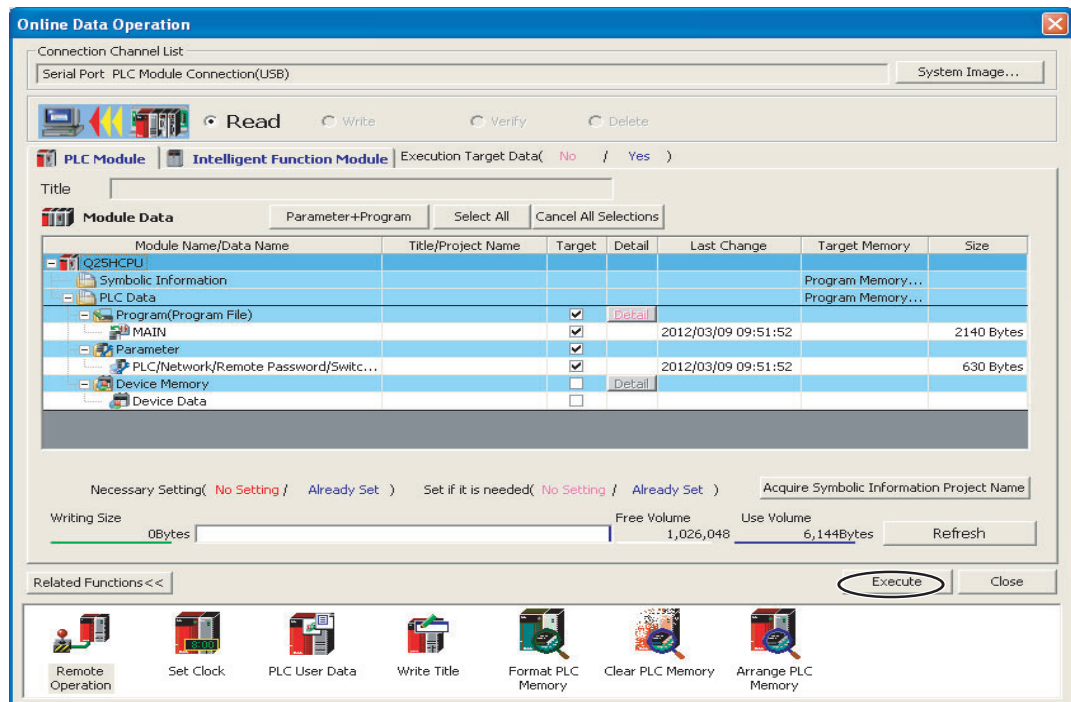 Online Data Operation
Connection Channel List
Serial Port PLC Module Connection(USB)
System Image...
Read Write Verify Delete
PLC Module Intelligent Function Module Execution Target Data( No / Yes )
Title
Module Data Parameter+Program Select All Cancel All Selections
Module Name/Data Name Title/Project Name Target Detail Last Change Target Memory Size
Q25HCPU
Symbolic Information Program Memory...
PLC Data Program Memory...
Program(Program File) Detail
MAIN 2012/03/09 09:51:52 2140 Bytes
Parameter
PLC/Network/Remote Password/Switc... 2012/03/09 09:51:52 630 Bytes
Device Memory Detail
Device Data
Necessary Setting( No Setting / Already Set ) Set if it is needed( No Setting / Already Set ) Acquire Symbolic Information Project Name
Writing Size Free Volume Use Volume
0Bytes 1,026,048 6,144Bytes Refresh
Related Functions<< Execute Close
8:00
Remote Operation
Set Clock
PLC User Data
Write Title
Format PLC Memory
Clear PLC Memory
Arrange PLC Memory